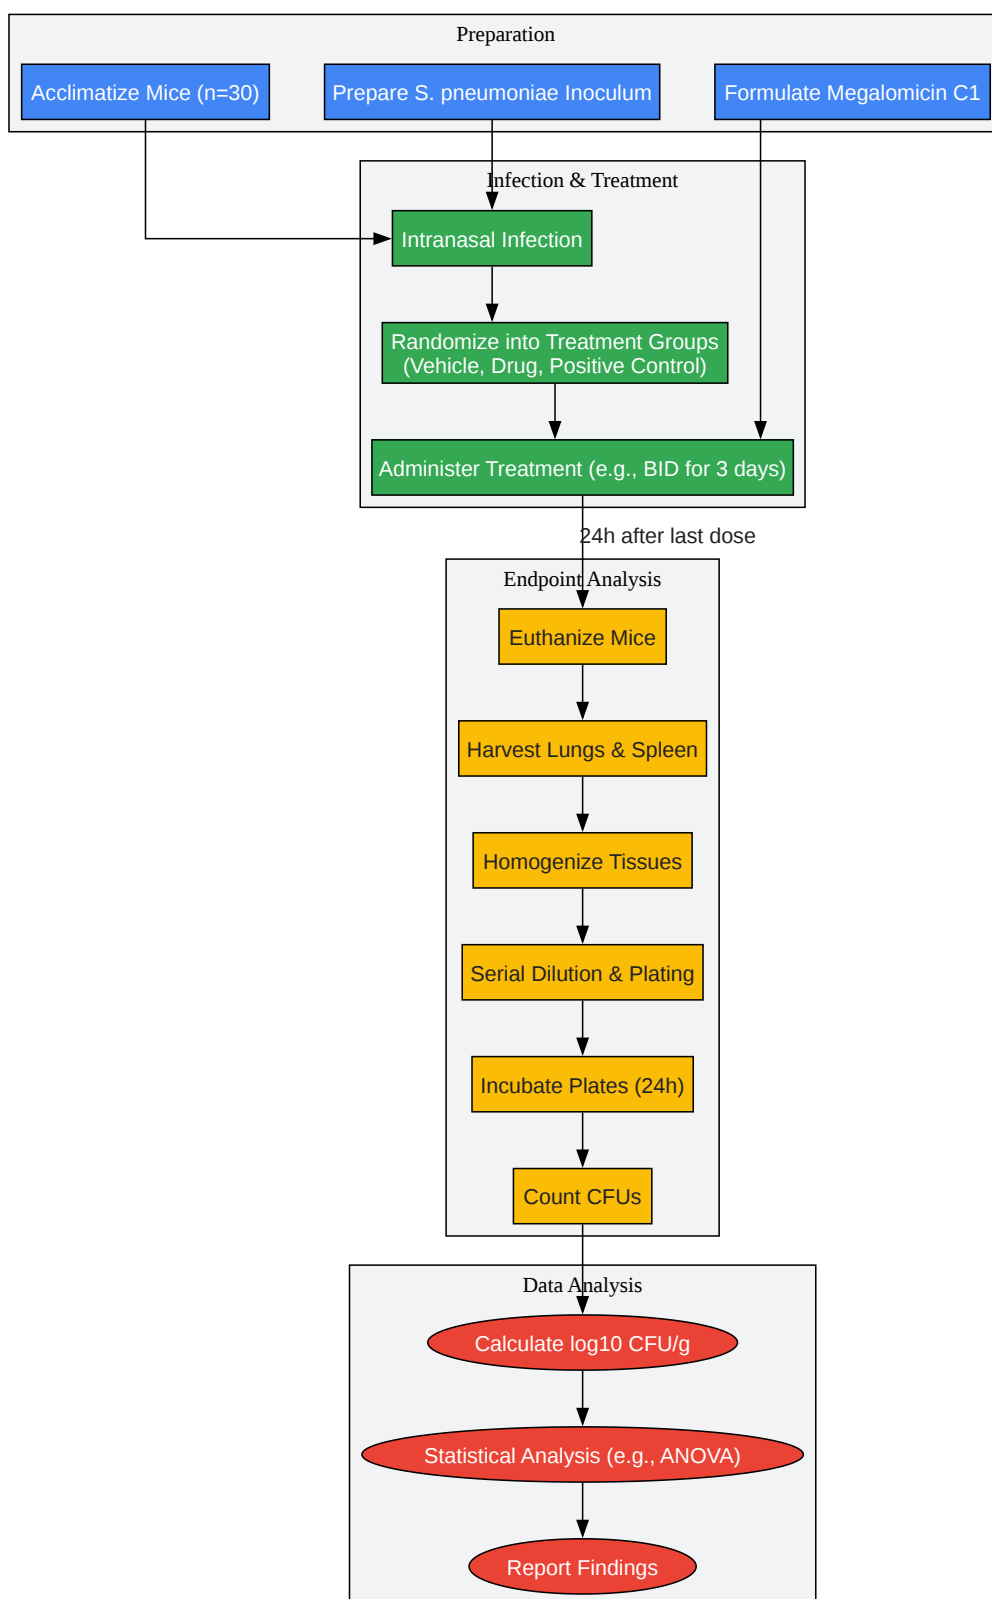 Preparation
Acclimatize Mice (n=30)
Prepare S. pneumoniae Inoculum
Formulate Megalomicin C1
Infection & Treatment
Intranasal Infection
Randomize into Treatment Groups
(Vehicle, Drug, Positive Control)
Administer Treatment (e.g., BID for 3 days)
24h after last dose
Endpoint Analysis
Euthanize Mice
Harvest Lungs & Spleen
Homogenize Tissues
Serial Dilution & Plating
Incubate Plates (24h)
Count CFUs
Data Analysis
Calculate log10 CFU/g
Statistical Analysis (e.g., ANOVA)
Report Findings